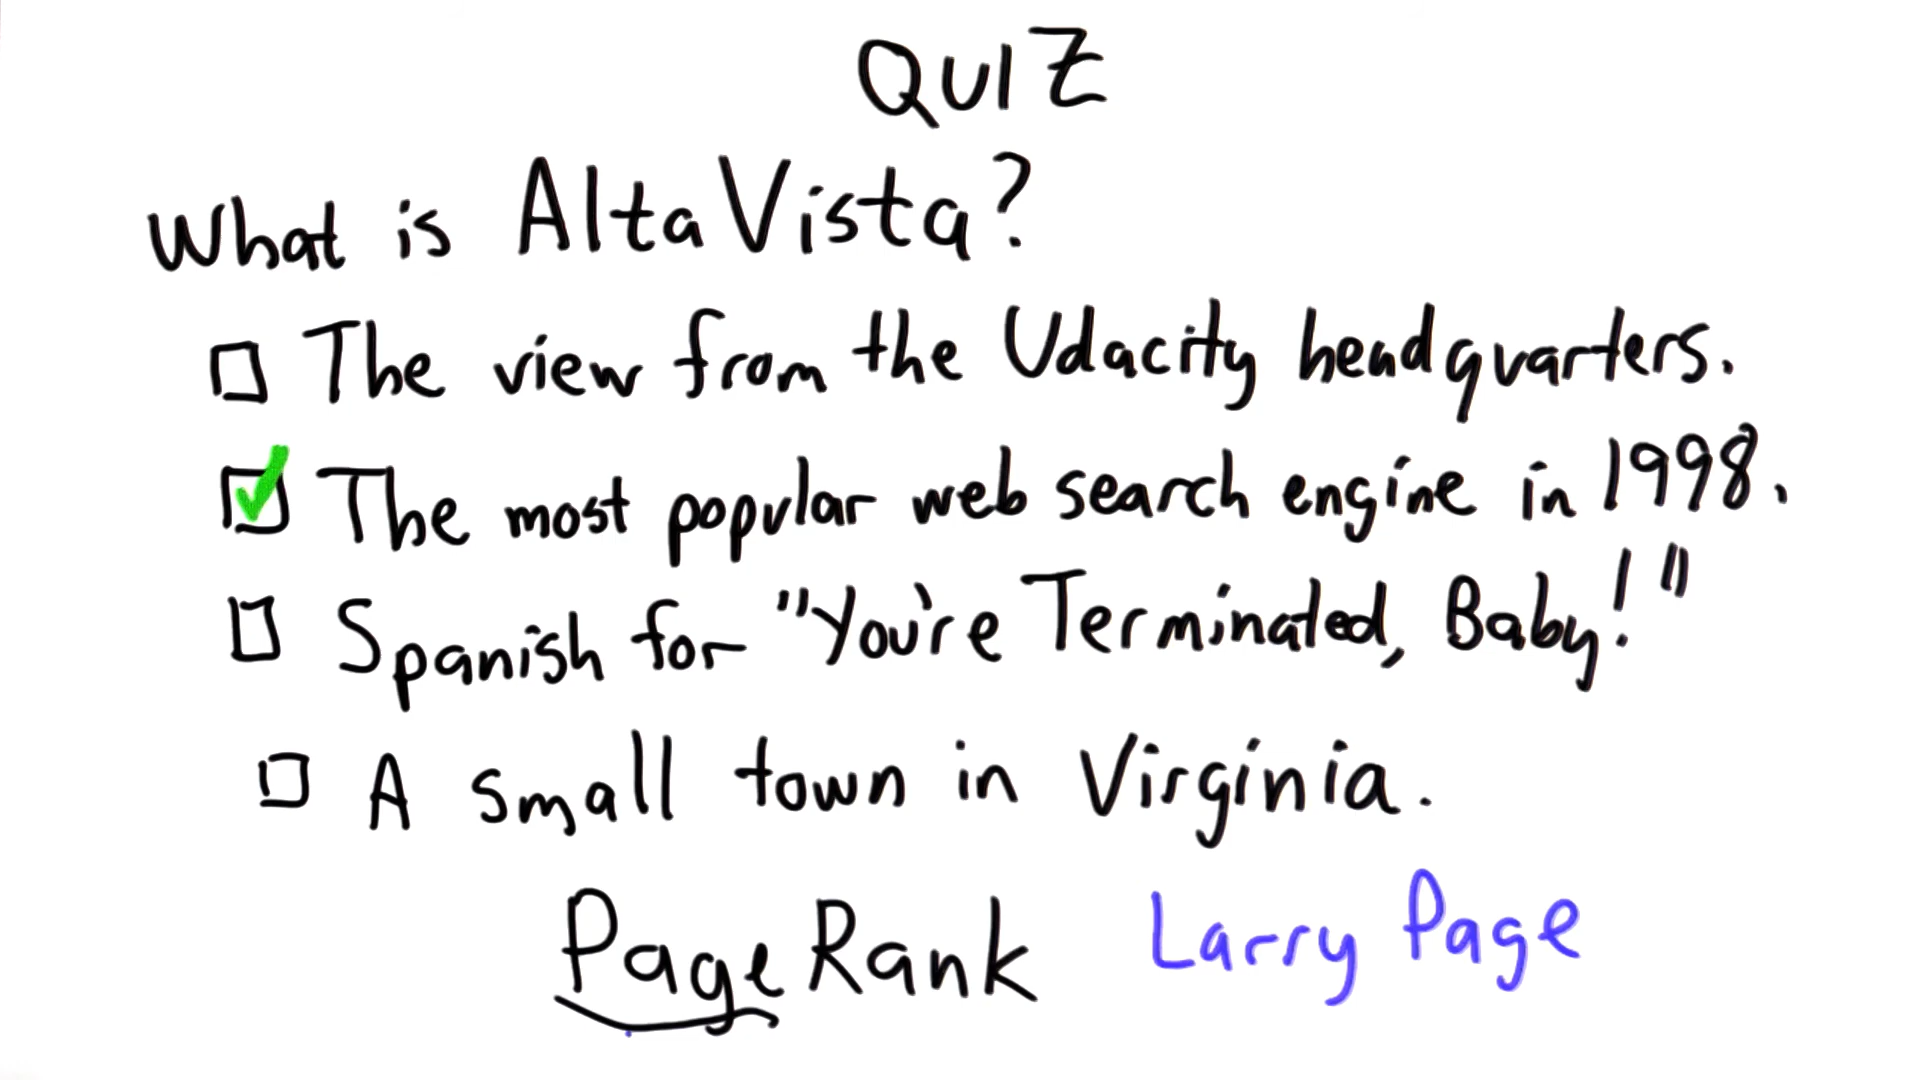 QUIZ
What is AltaVista?
The view from the Udacity headquarters.
The most popular web search engine in 1998.
Spanish for "You're Terminated, Baby!"
A small town in Virginia.
PageRank Larry Page